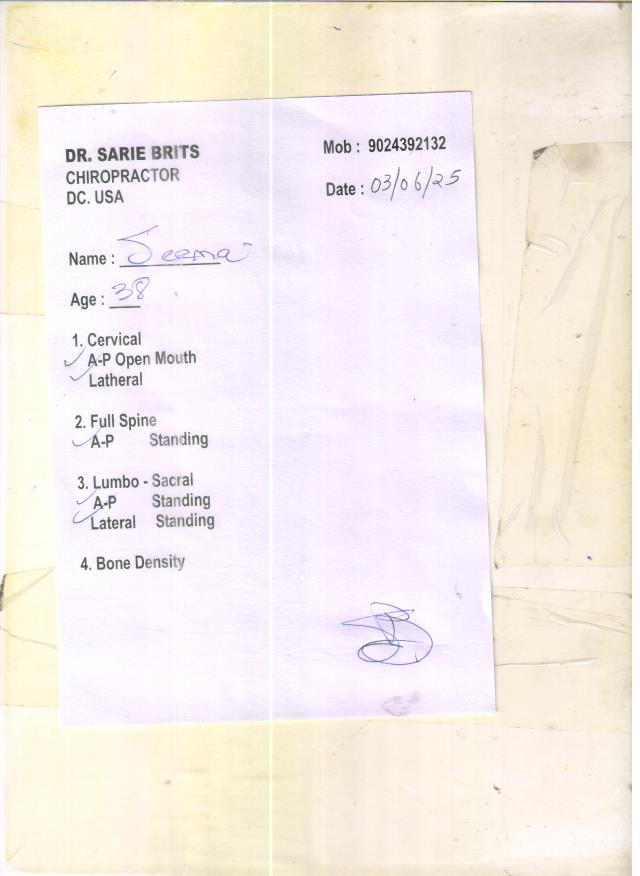 DR. SARIE BRITS
CHIROPRACTOR
DC. USA
Mob : 9024392132
Date : 03/06/25
Name : Seema
Age : 38
1. Cervical
✓ A-P Open Mouth
✓ Latheral
2. Full Spine
✓ A-P Standing
3. Lumbo - Sacral
✓ A-P Standing
✓ Lateral Standing
4. Bone Density